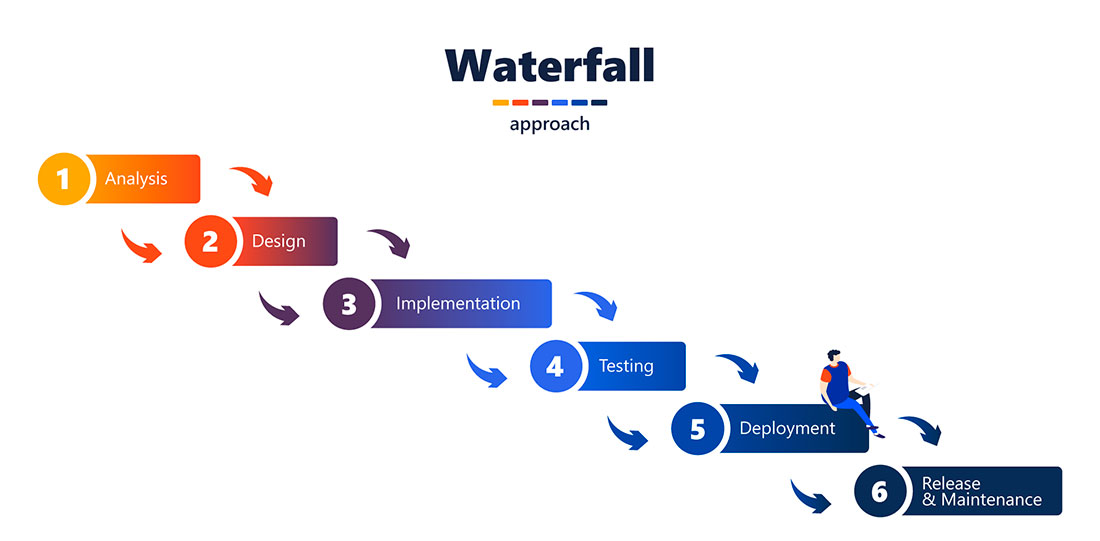 Waterfall
approach
1
Analysis
2
Design
3
Implementation
4
Testing
5
Deployment
6
Release
& Maintenance